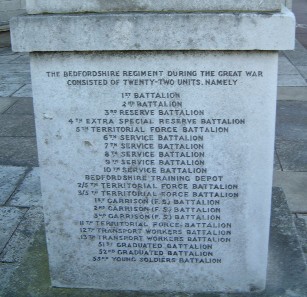 THE BEDFORDSHIRE REGIMENT DURING THE GREAT WAR
CONSISTED OF TWENTY-TWO UNITS, NAMELY
1ST BATTALION
2ND BATTALION
3RD RESERVE BATTALION
4TH EXTRA SPECIAL RESERVE BATTALION
5TH TERRITORIAL FORCE BATTALION
6TH SERVICE BATTALION
7TH SERVICE BATTALION
8TH SERVICE BATTALION
9TH SERVICE BATTALION
10TH SERVICE BATTALION
BEDFORDSHIRE TRAINING DEPOT
2/5TH TERRITORIAL FORCE BATTALION
3/5TH TERRITORIAL FORCE BATTALION
1ST GARRISON (F.S.) BATTALION
2ND GARRISON (F.S.) BATTALION
3RD GARRISON (F.S.) BATTALION
11TH TERRITORIAL FORCE BATTALION
12TH TRANSPORT WORKERS BATTALION
13TH TRANSPORT WORKERS BATTALION
51ST GRADUATED BATTALION
52ND GRADUATED BATTALION
53RD YOUNG SOLDIERS BATTALION